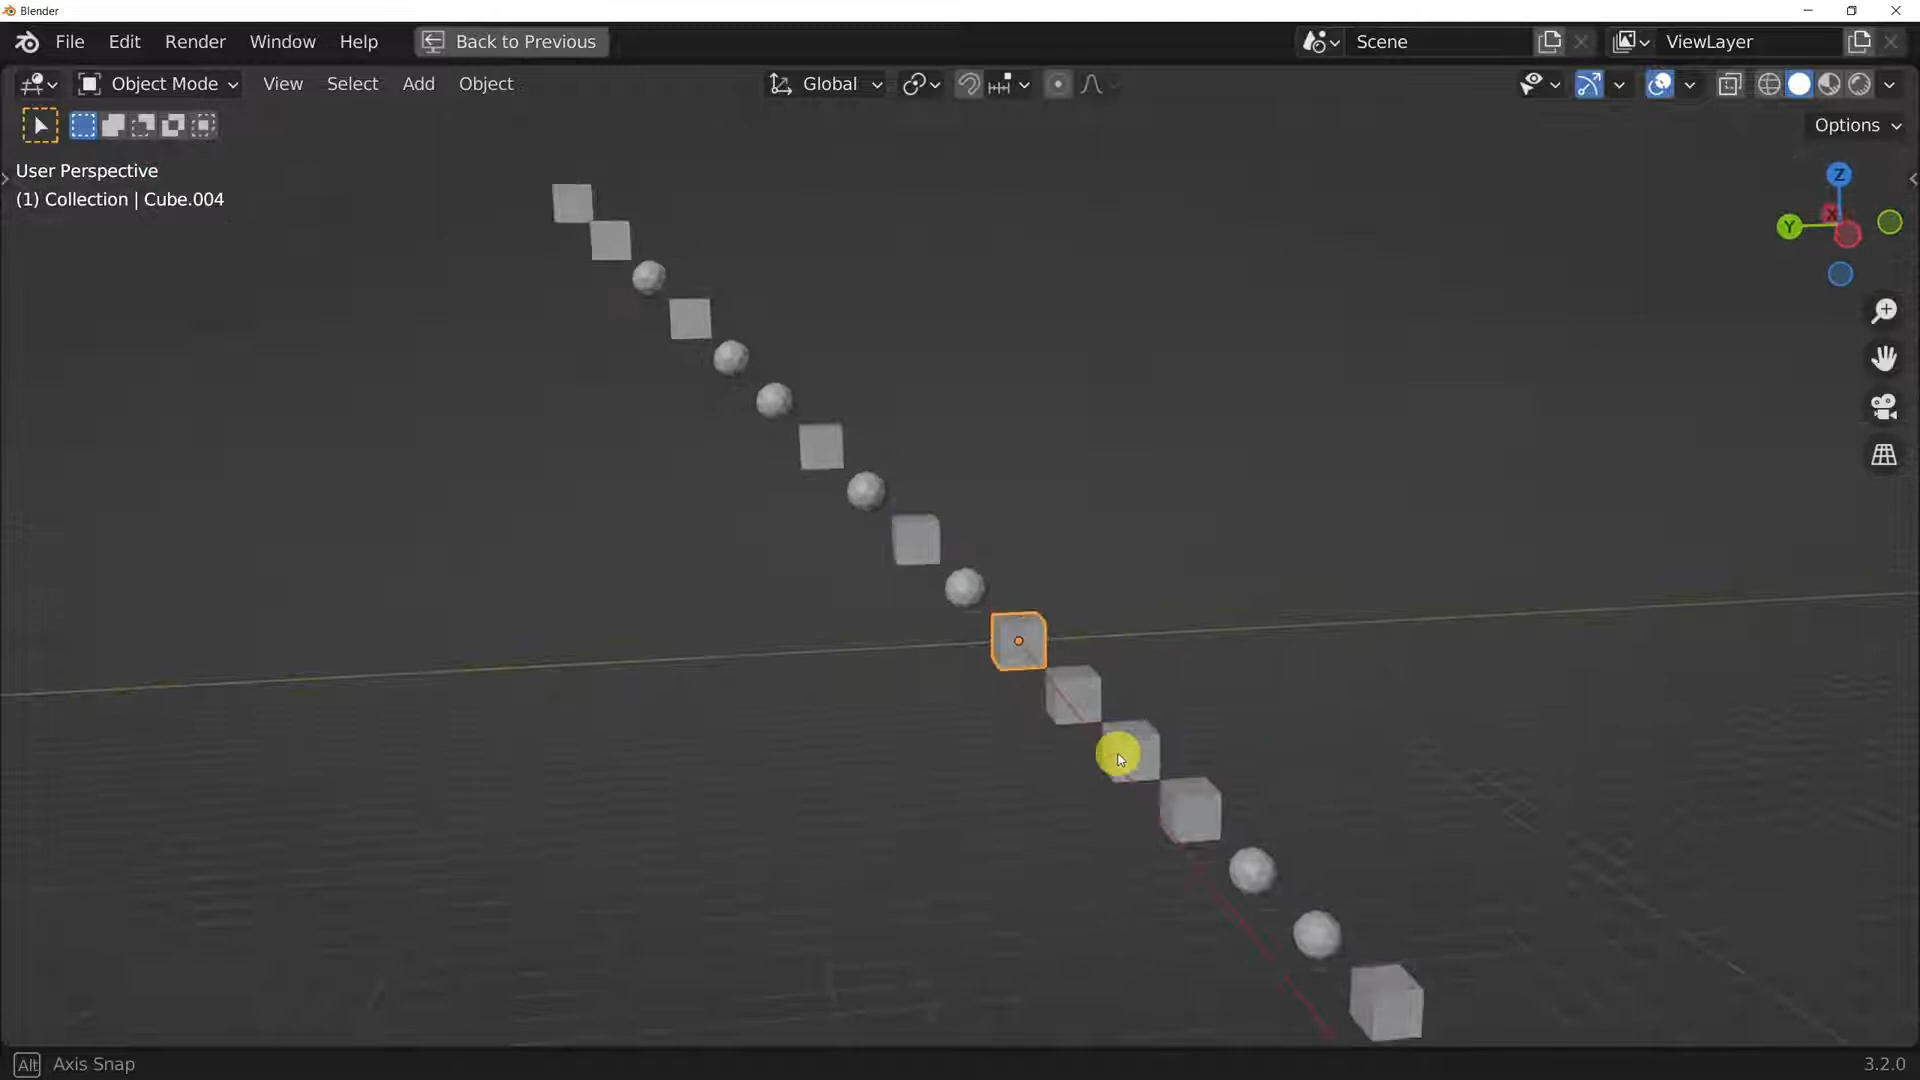 Blender
File Edit Render Window Help Back to Previous Scene ViewLayer
Object Mode View Select Add Object Global
Options
User Perspective
(1) Collection | Cube.004
Z
X
Y
Alt Axis Snap 3.2.0